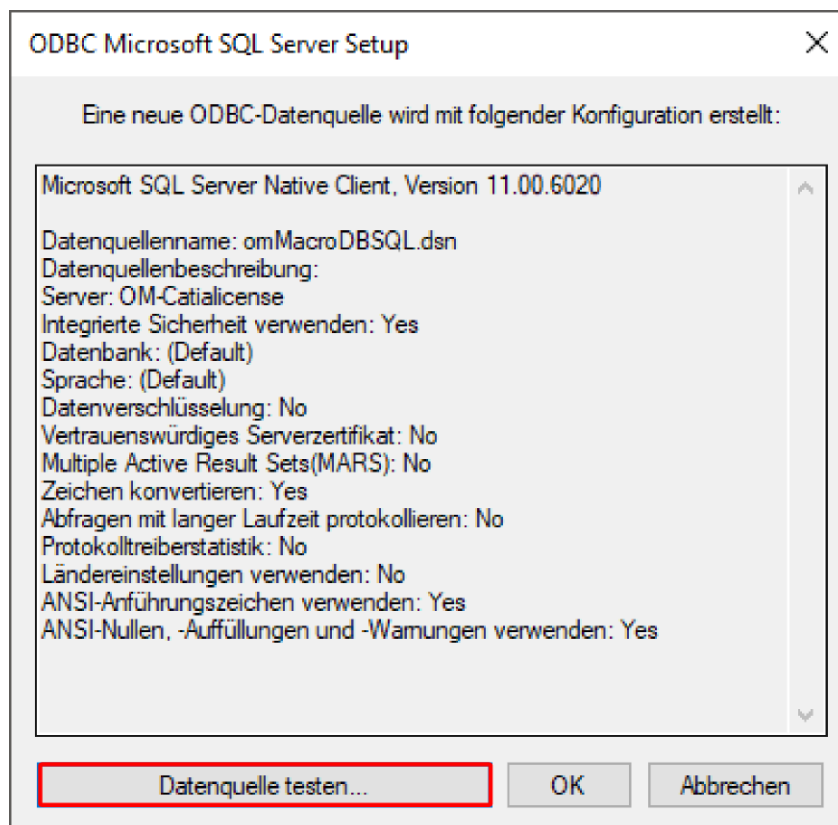 ODBC Microsoft SQL Server Setup
Eine neue ODBC-Datenquelle wird mit folgender Konfiguration erstellt:
Microsoft SQL Server Native Client, Version 11.00.6020
Datenquellenname: omMacroDBSQL.dsn
Datenquellenbeschreibung:
Server: OM-Catialicense
Integrierte Sicherheit verwenden: Yes
Datenbank: (Default)
Sprache: (Default)
Datenverschlüsselung: No
Vertrauenswürdiges Serverzertifikat: No
Multiple Active Result Sets(MARS): No
Zeichen konvertieren: Yes
Abfragen mit langer Laufzeit protokollieren: No
Protokolltreiberstatistik: No
Ländereinstellungen verwenden: No
ANSI-Anführungszeichen verwenden: Yes
ANSI-Nullen, -Auffüllungen und -Warnungen verwenden: Yes
Datenquelle testen... OK Abbrechen